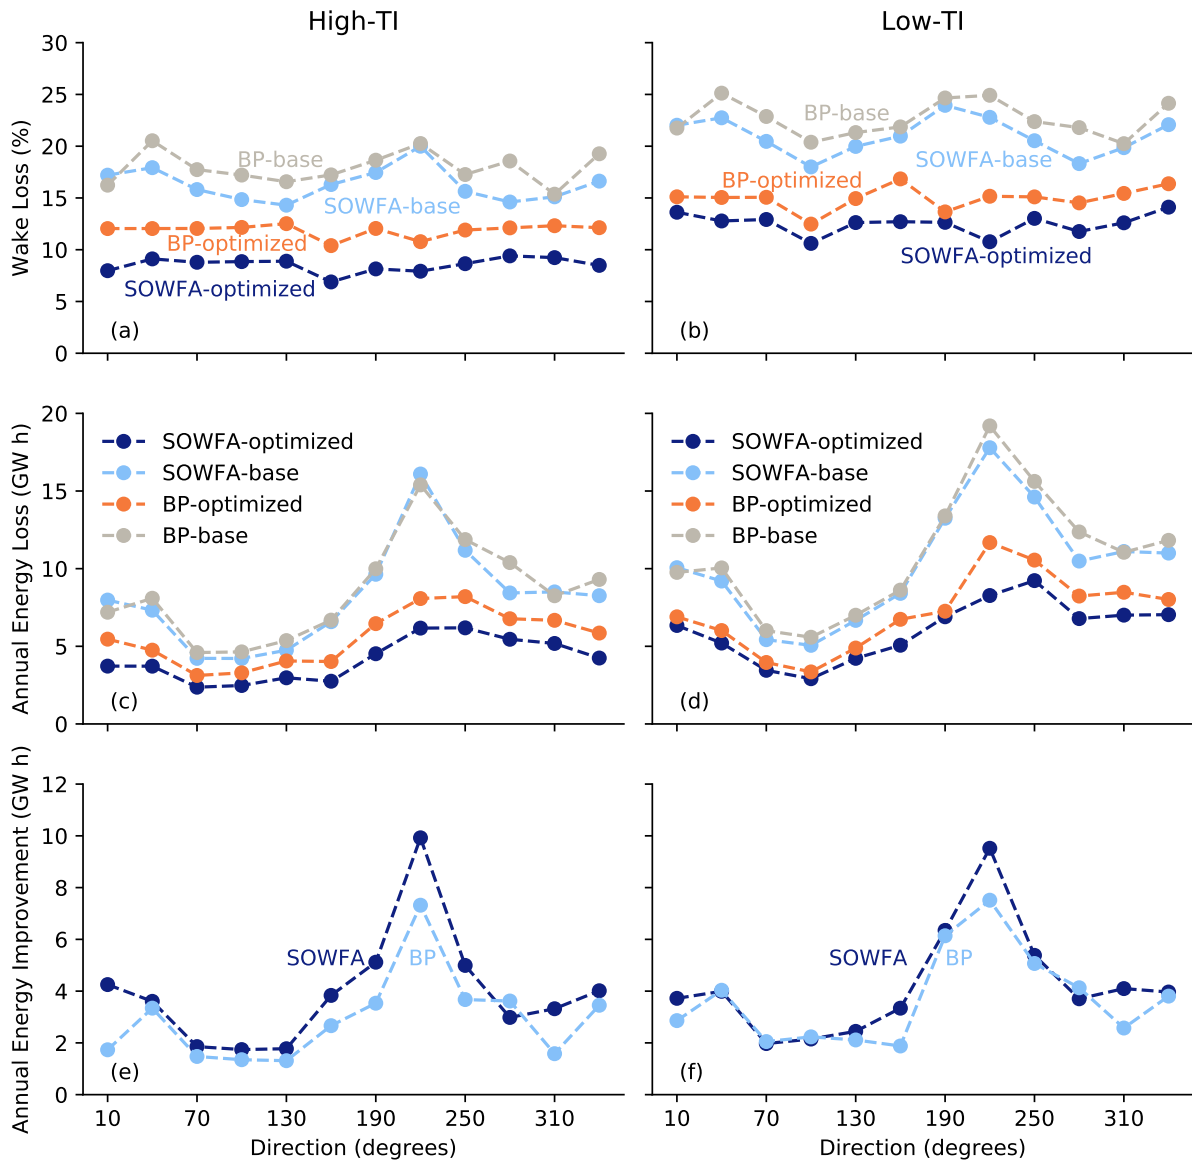 High-TI
Low-TI
Wake Loss (%)
30
25
20
15
10
5
0
BP-base
SOWFA-base
BP-optimized
SOWFA-optimized
(a)
BP-base
SOWFA-base
BP-optimized
SOWFA-optimized
(b)
Annual Energy Loss (GW h)
20
15
10
5
0
SOWFA-optimized
SOWFA-base
BP-optimized
BP-base
(c)
SOWFA-optimized
SOWFA-base
BP-optimized
BP-base
(d)
Annual Energy Improvement (GW h)
12
10
8
6
4
2
0
SOWFA
BP
(e)
10 70 130 190 250 310
Direction (degrees)
SOWFA
BP
(f)
10 70 130 190 250 310
Direction (degrees)